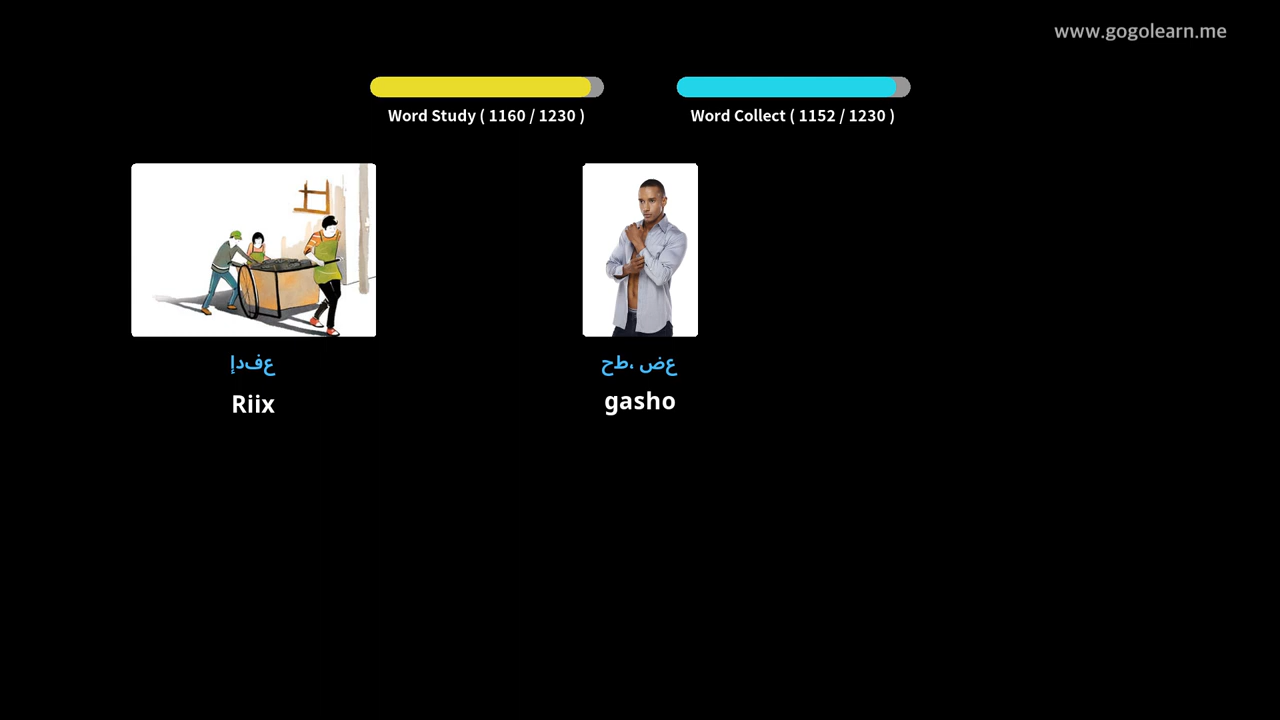 www.gogolearn.me
Word Study ( 1160 / 1230 )
Word Collect ( 1152 / 1230 )
عفدإ
عض ،طح
Riix
gasho